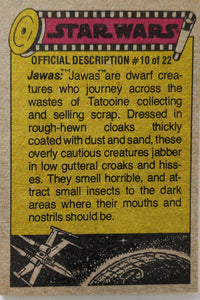 STAR WARS
OFFICIAL DESCRIPTION #10 of 22
Jawas:™ Jawas™ are dwarf crea-
tures who journey across the
wastes of Tatooine collecting
and selling scrap. Dressed in
rough-hewn cloaks thickly
coated with dust and sand, these
overly cautious creatures jabber
in low gutteral croaks and hiss-
es. They smell horrible, and at-
tract small insects to the dark
areas where their mouths and
nostrils should be.